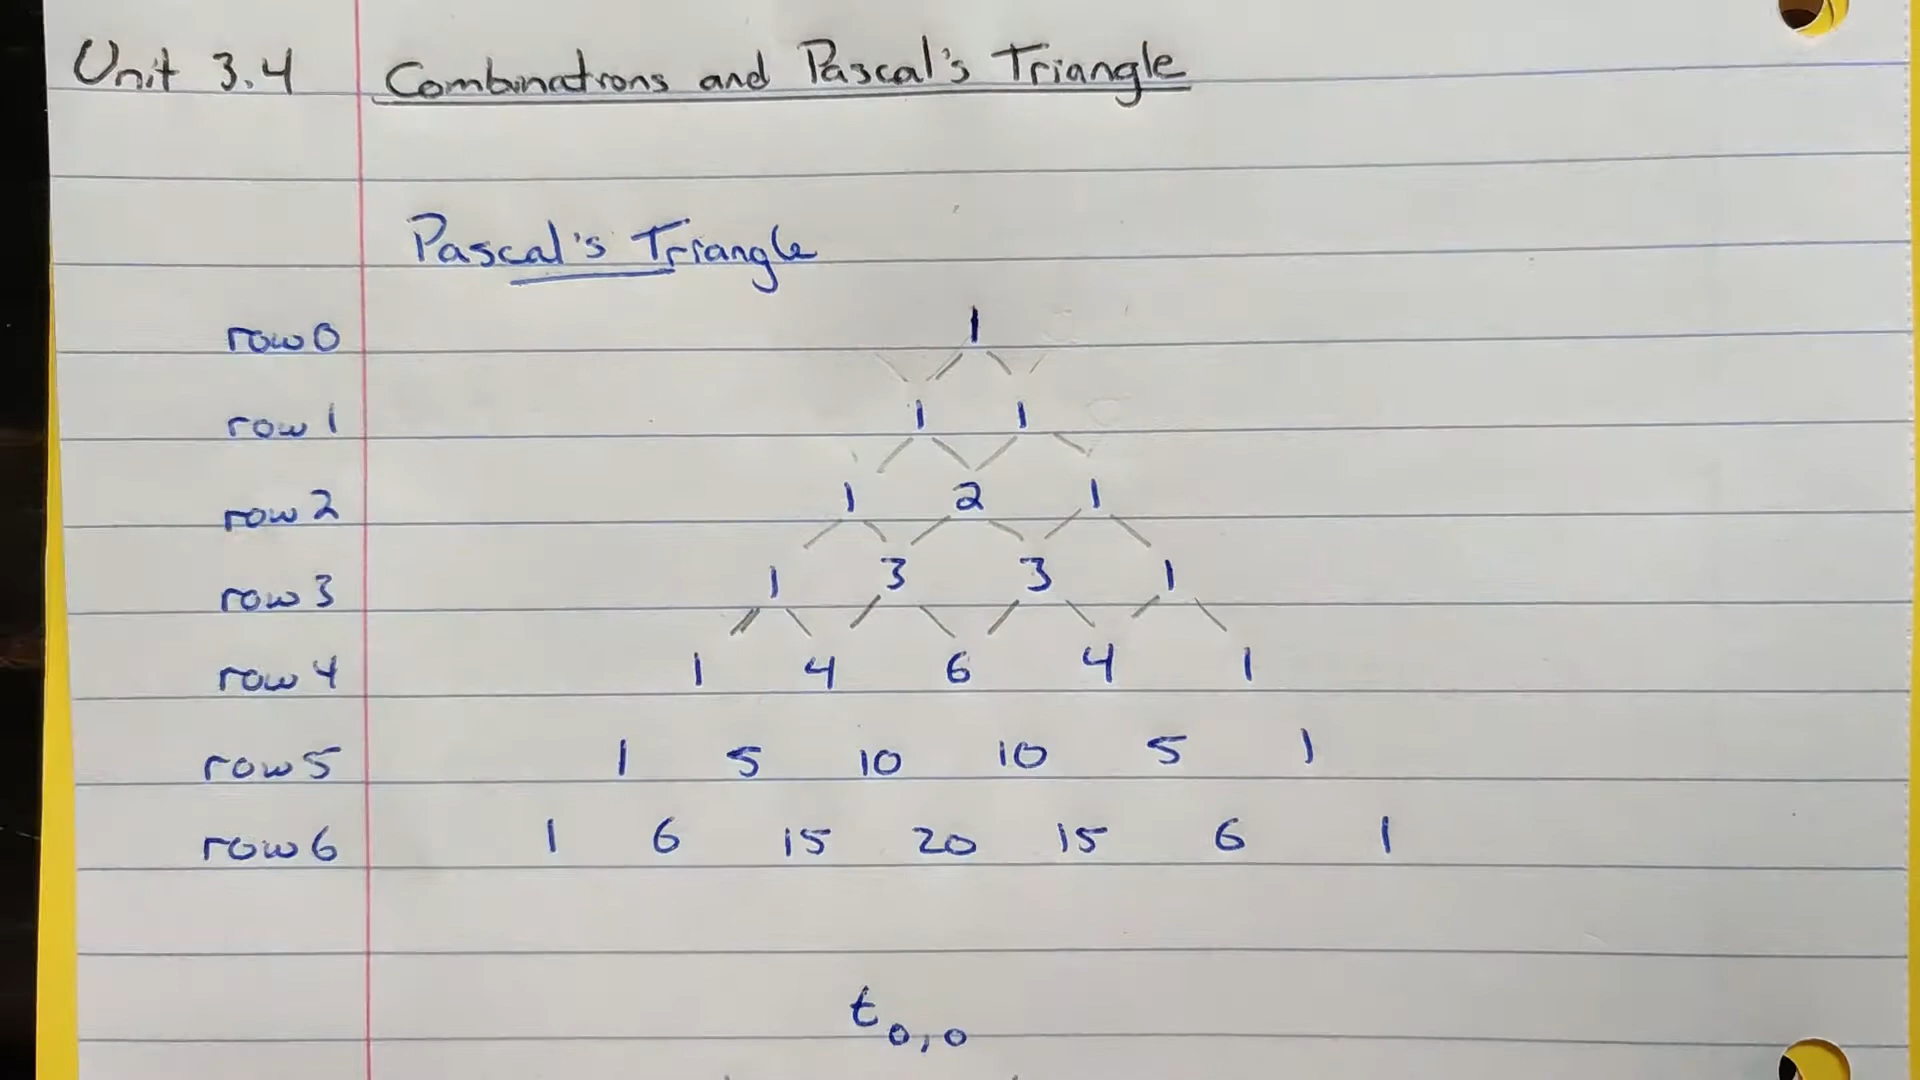 Unit 3.4 Combinations and Pascal's Triangle
Pascal's Triangle
row 0 1
row 1 1 1
row 2 1 2 1
row 3 1 3 3 1
row 4 1 4 6 4 1
row 5 1 5 10 10 5 1
row 6 1 6 15 20 15 6 1
t0,0